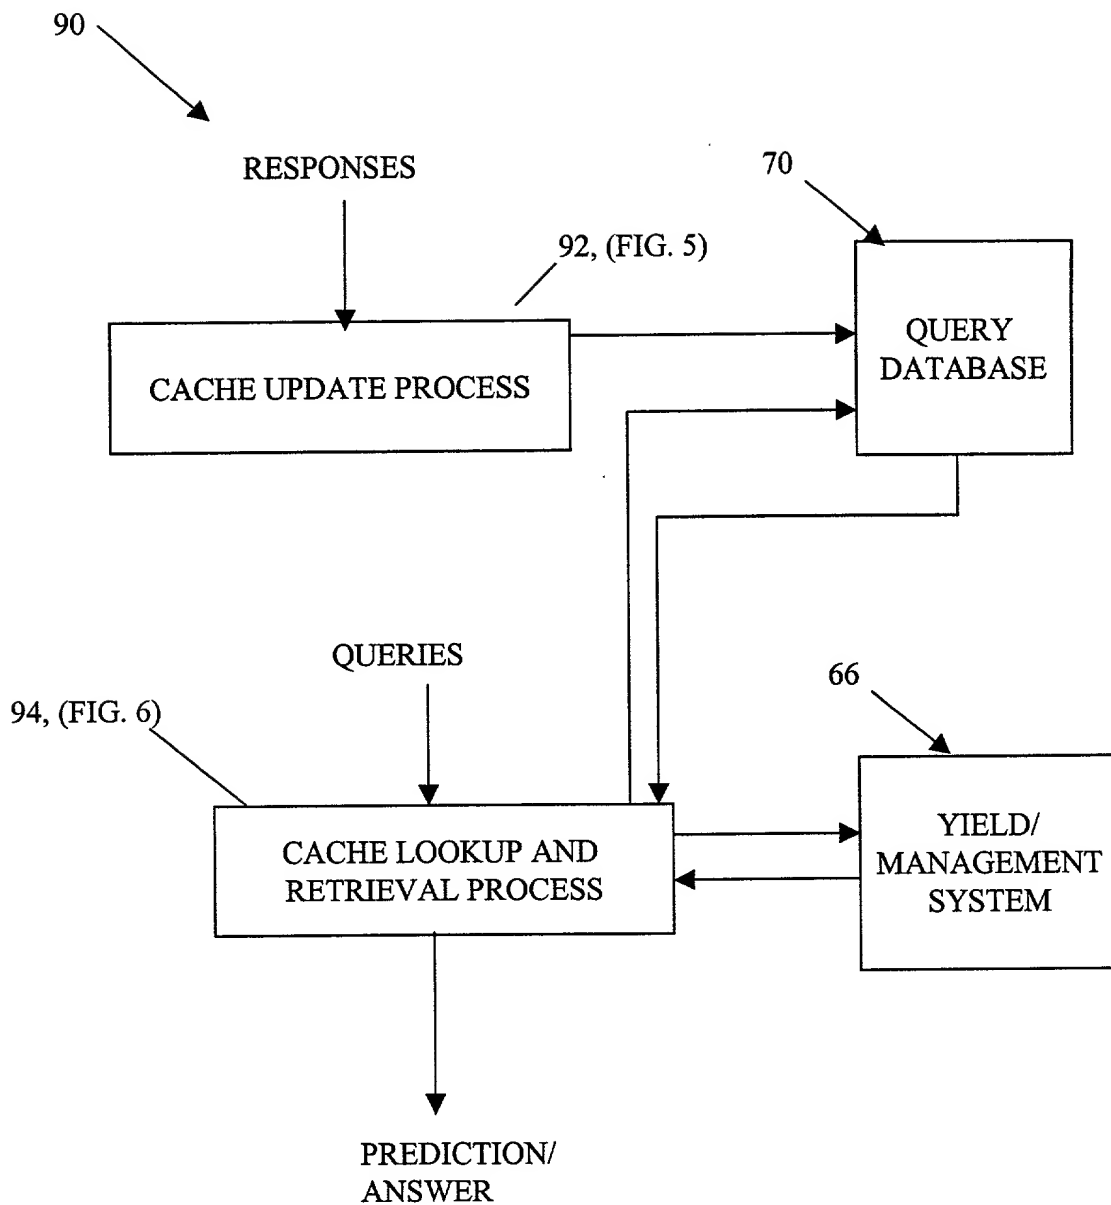 90
RESPONSES
70
92, (FIG. 5)
QUERY
DATABASE
CACHE UPDATE PROCESS
QUERIES
66
94, (FIG. 6)
CACHE LOOKUP AND
RETRIEVAL PROCESS
YIELD/
MANAGEMENT
SYSTEM
PREDICTION/
ANSWER